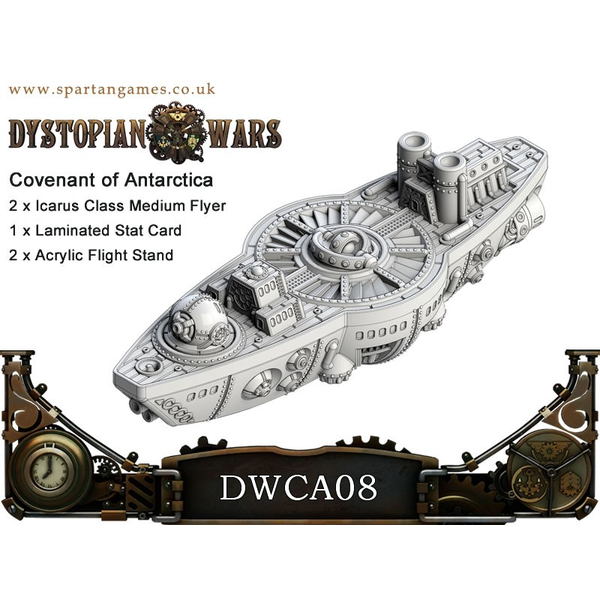 www.spartangames.co.uk
DYSTOPIAN WARS
Covenant of Antarctica
2 x Icarus Class Medium Flyer
1 x Laminated Stat Card
2 x Acrylic Flight Stand
DWCA08